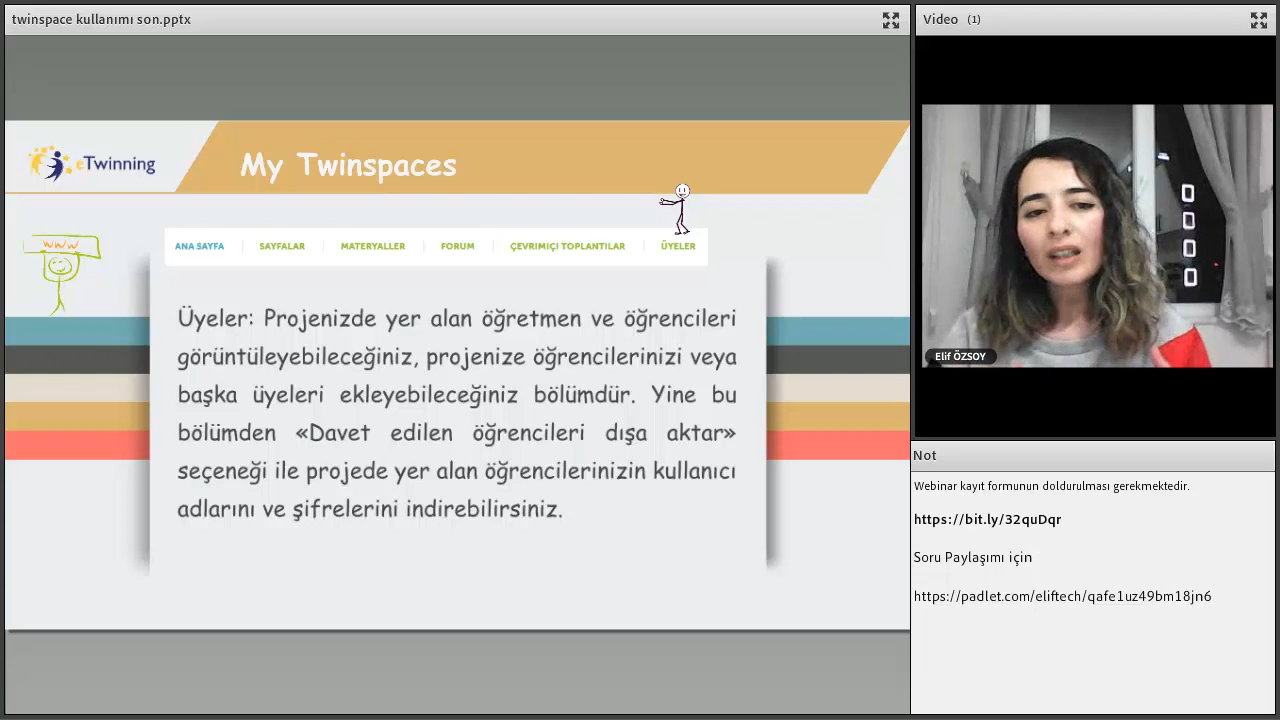 twinspace kullanımı son.pptx
Video (1)
eTwinning
My Twinspaces
www
ANA SAYFA SAYFALAR MATERYALLER FORUM ÇEVRIMIÇI TOPLANTILAR ÜYELER
Üyeler: Projenizde yer alan öğretmen ve öğrencileri
görüntüleyebileceğiniz, projenize öğrencilerinizi veya
başka üyeleri ekleyebileceğiniz bölümdür. Yine bu
bölümden «Davet edilen öğrencileri dışa aktar»
seçeneği ile projede yer alan öğrencilerinizin kullanıcı
adlarını ve şifrelerini indirebilirsiniz.
Elif ÖZSOY
Not
Webinar kayıt formunun doldurulması gerekmektedir.
https://bit.ly/32quDqr
Soru Paylaşımı için
https://padlet.com/eliftech/qafe1uz49bm18jn6